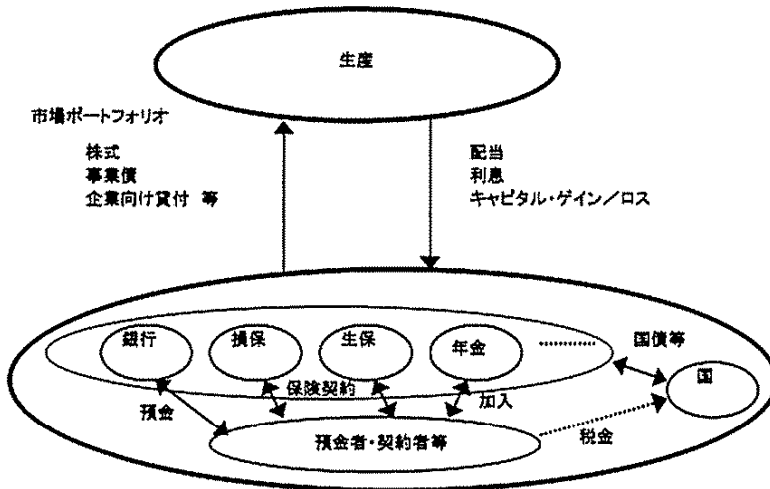 生産
市場ポートフォリオ
株式
事業債
企業向け貸付 等
配当
利息
キャピタル・ゲイン／ロス
銀行
損保
生保
年金
国債等
国
預金
保険契約
加入
預金者・契約者等
税金